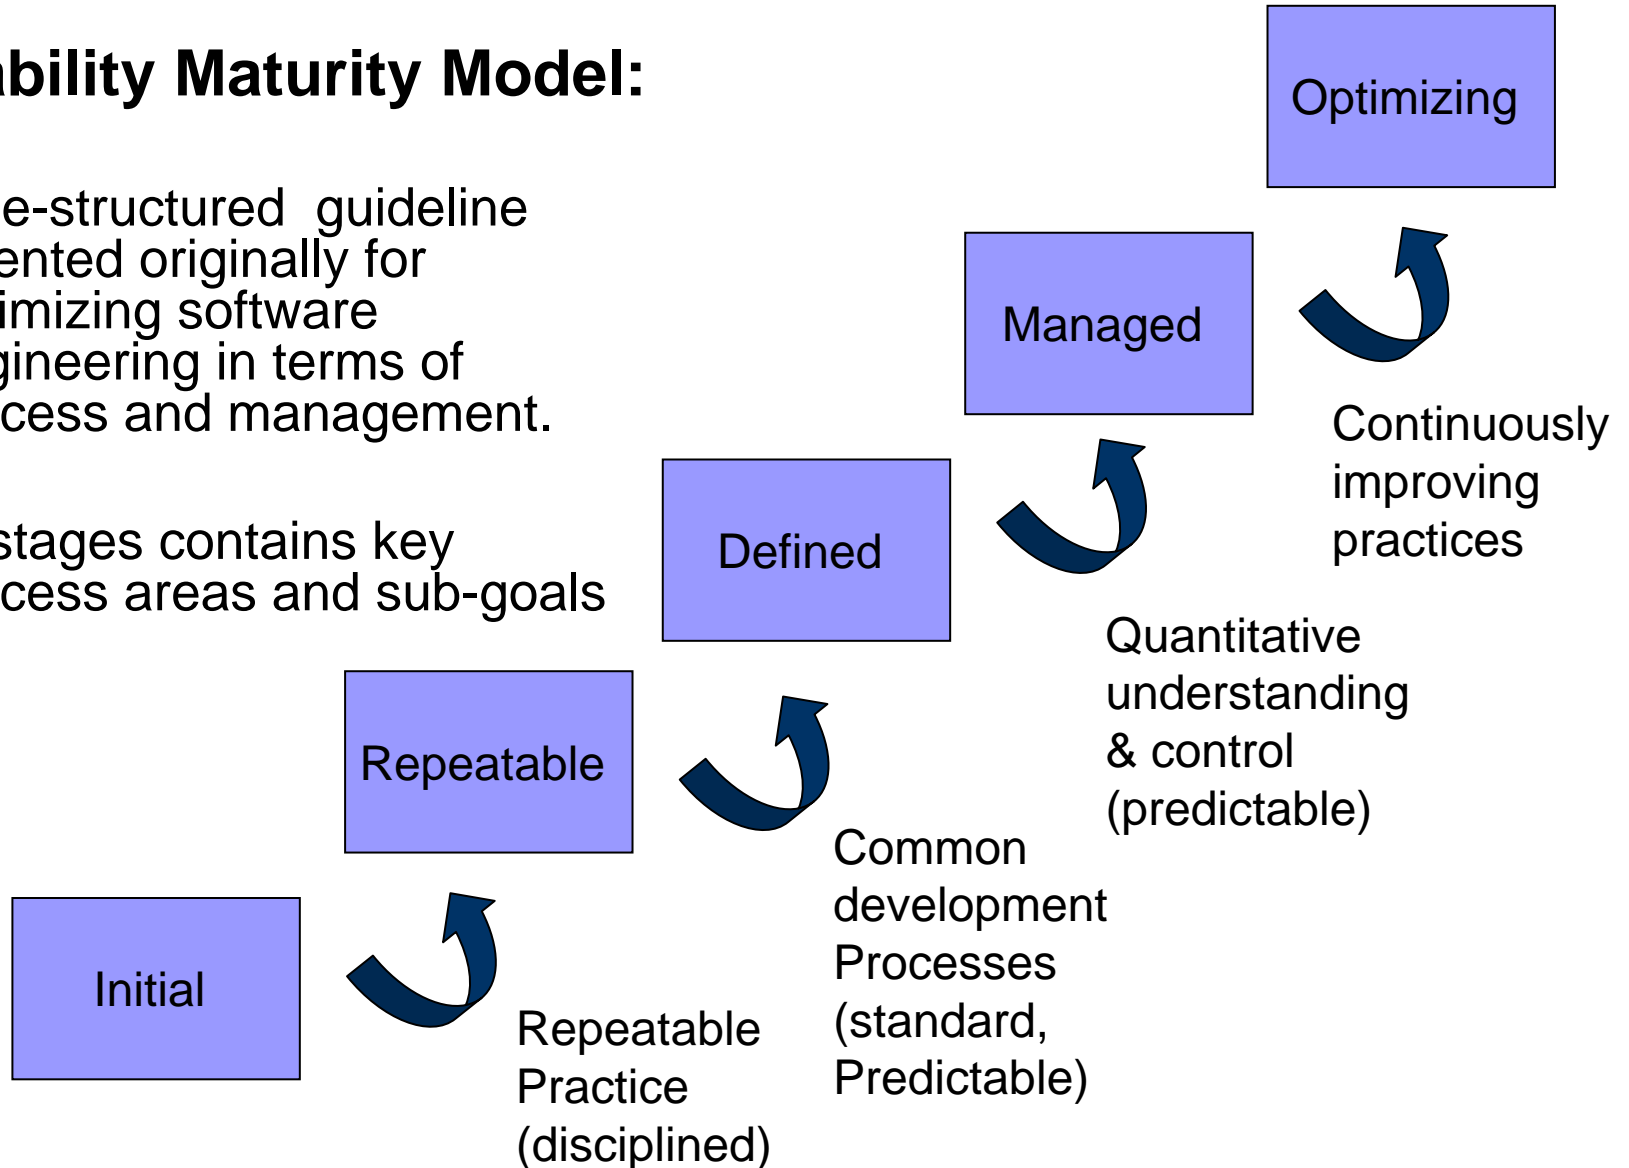 ability Maturity Model:
e-structured guideline
ented originally for
imizing software
gineering in terms of
cess and management.
stages contains key
cess areas and sub-goals
Optimizing
Managed
Continuously
improving
practices
Defined
Quantitative
understanding
& control
(predictable)
Repeatable
Common
development
Processes
(standard,
Predictable)
Initial
Repeatable
Practice
(disciplined)